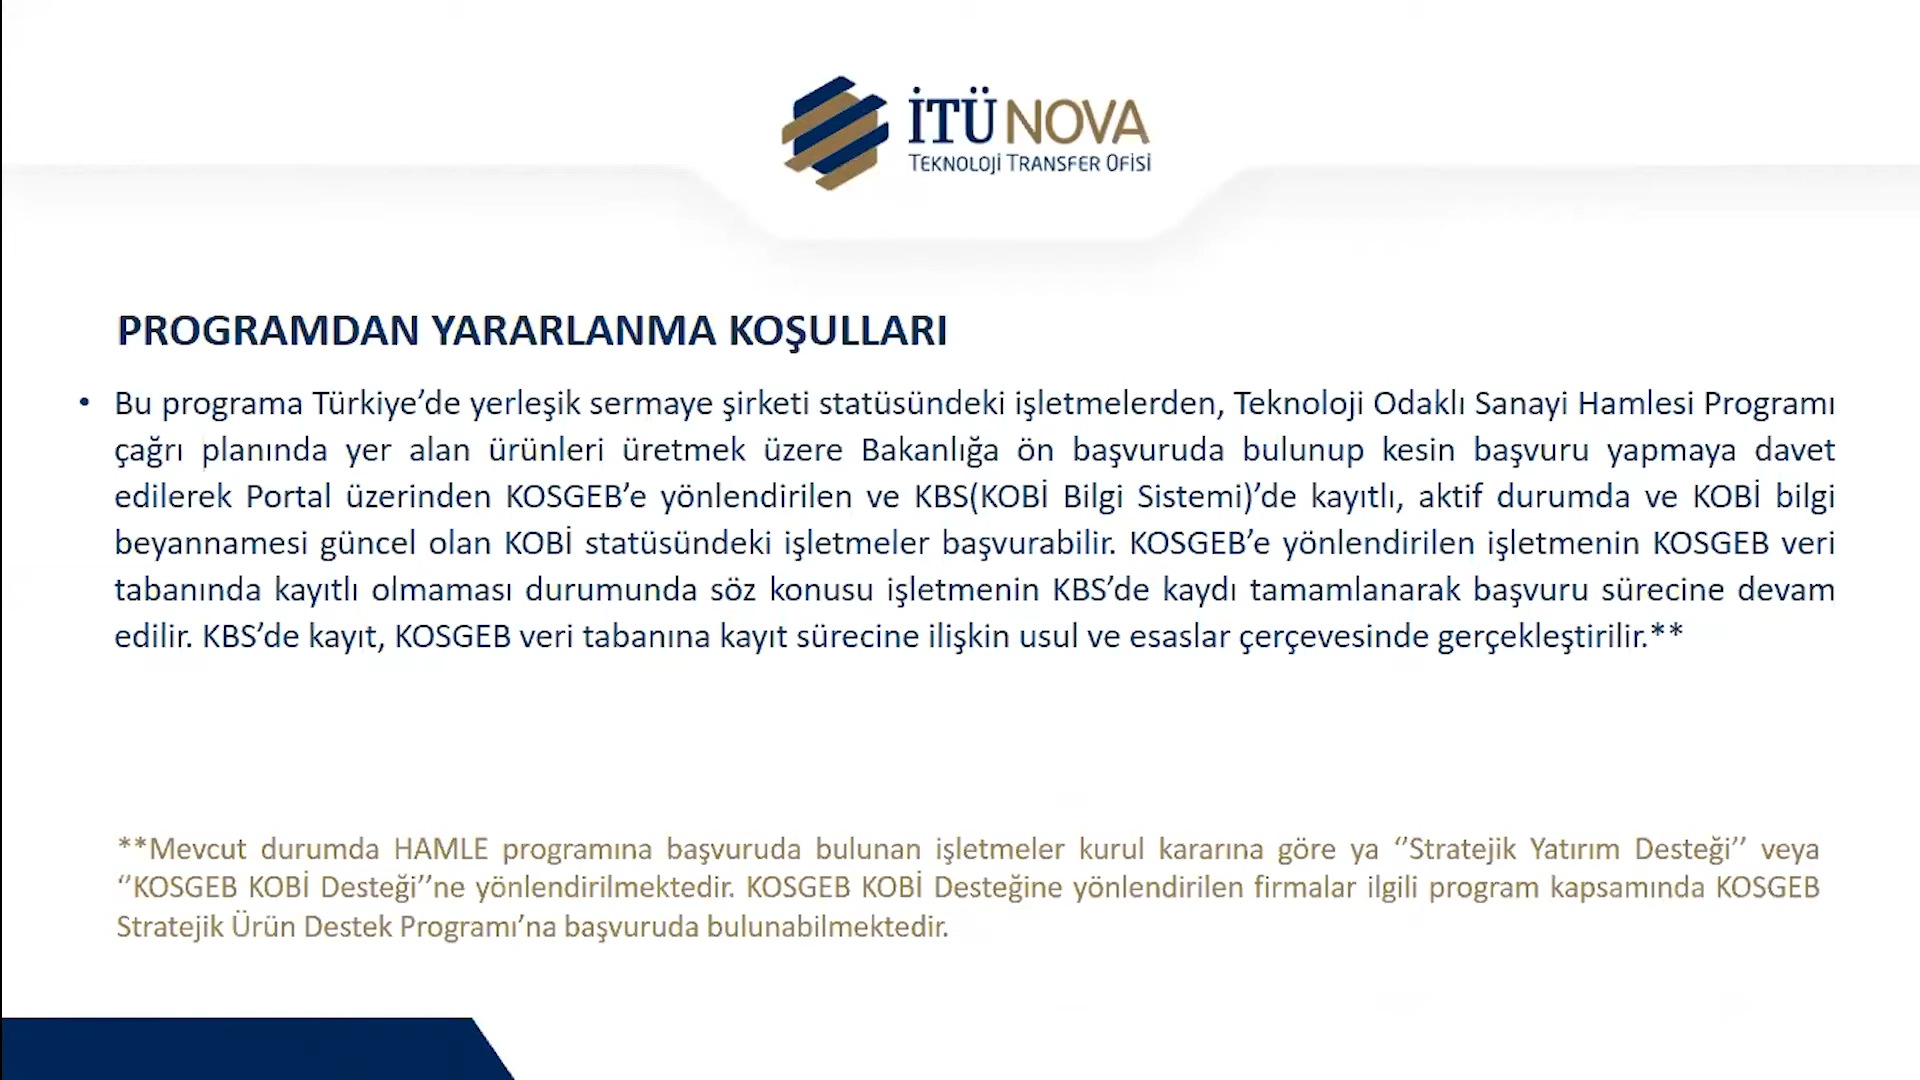 İTÜ NOVA
TEKNOLOJİ TRANSFER OFİSİ
PROGRAMDAN YARARLANMA KOŞULLARI
• Bu programa Türkiye’de yerleşik sermaye şirketi statüsündeki işletmelerden, Teknoloji Odaklı Sanayi Hamlesi Programı
çağrı planında yer alan ürünleri üretmek üzere Bakanlığa ön başvuruda bulunup kesin başvuru yapmaya davet
edilerek Portal üzerinden KOSGEB’e yönlendirilen ve KBS(KOBİ Bilgi Sistemi)’de kayıtlı, aktif durumda ve KOBİ bilgi
beyannamesi güncel olan KOBİ statüsündeki işletmeler başvurabilir. KOSGEB’e yönlendirilen işletmenin KOSGEB veri
tabanında kayıtlı olmaması durumunda söz konusu işletmenin KBS’de kaydı tamamlanarak başvuru sürecine devam
edilir. KBS’de kayıt, KOSGEB veri tabanına kayıt sürecine ilişkin usul ve esaslar çerçevesinde gerçekleştirilir.**
**Mevcut durumda HAMLE programına başvuruda bulunan işletmeler kurul kararına göre ya ‘’Stratejik Yatırım Desteği’’ veya
‘’KOSGEB KOBİ Desteği’’ne yönlendirilmektedir. KOSGEB KOBİ Desteğine yönlendirilen firmalar ilgili program kapsamında KOSGEB
Stratejik Ürün Destek Programı’na başvuruda bulunabilmektedir.